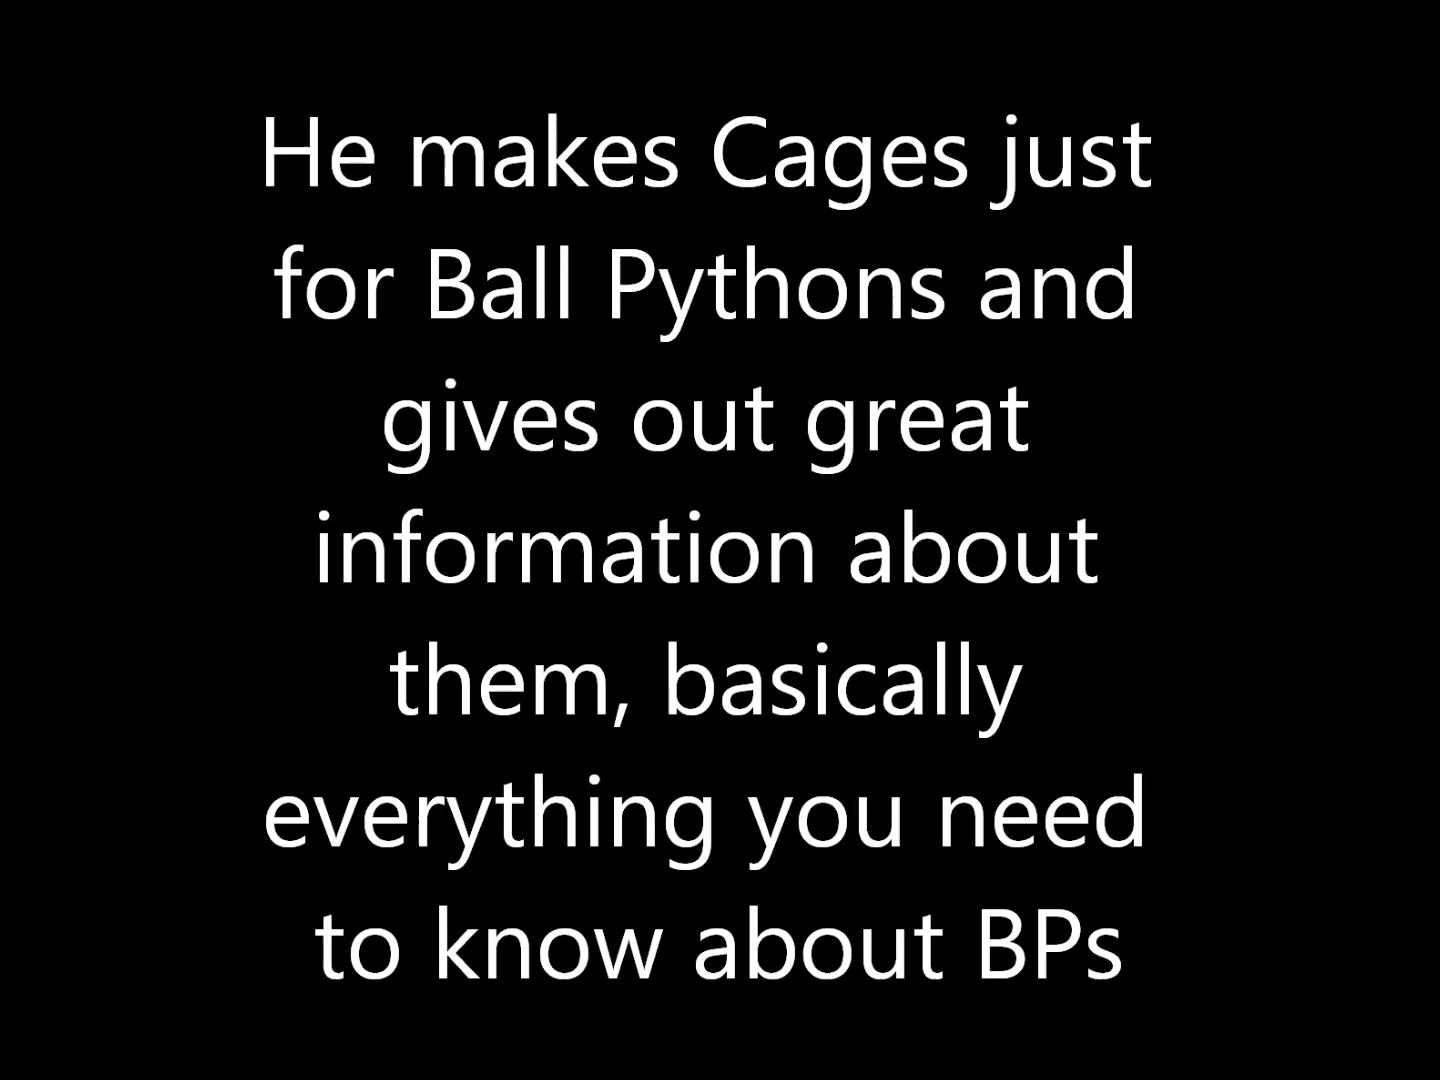 He makes Cages just
for Ball Pythons and
gives out great
information about
them, basically
everything you need
to know about BPs